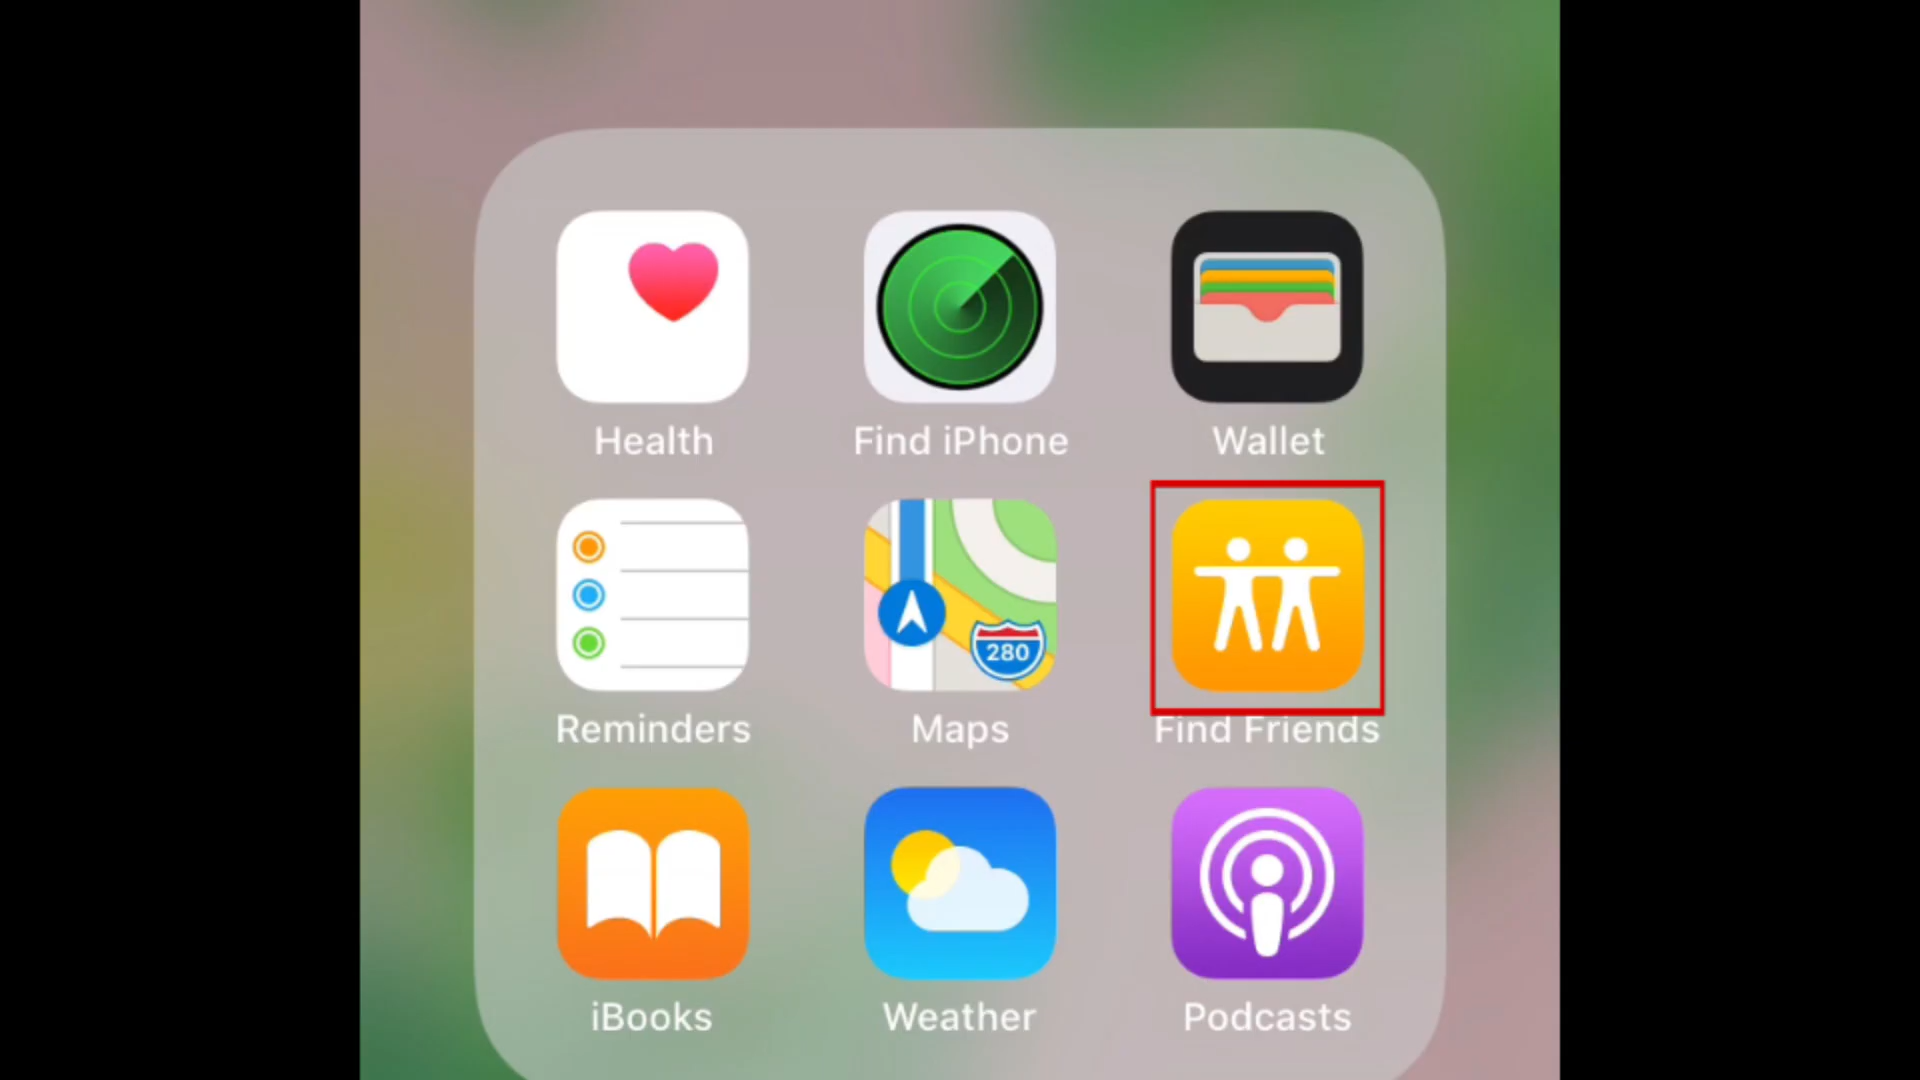 Health
Find iPhone
Wallet
280
Reminders
Maps
Find Friends
iBooks
Weather
Podcasts